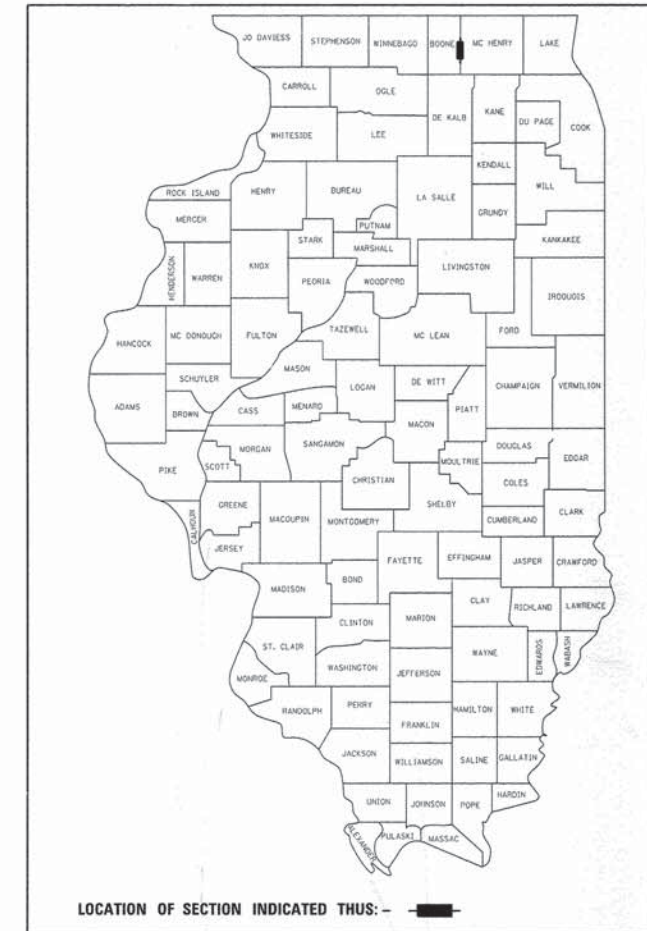 JO DAVIESS
STEPHENSON
WINNEBAGO
BOONE
MC HENRY
LAKE
CARROLL
OGLE
DE KALB
KANE
DU PAGE
COOK
WHITESIDE
LEE
KENDALL
WILL
ROCK ISLAND
HENRY
BUREAU
LA SALLE
GRUNDY
MERCER
PUTNAM
KANKAKEE
STARK
MARSHALL
HENDERSON
WARREN
KNOX
PEORIA
WOODFORD
LIVINGSTON
IROQUOIS
HANCOCK
MC DONOUGH
FULTON
TAZEWELL
MC LEAN
FORD
MASON
SCHUYLER
LOGAN
DE WITT
CHAMPAIGN
VERMILION
ADAMS
BROWN
CASS
MENARD
PIATT
MACON
PIKE
SCOTT
MORGAN
SANGAMON
MOULTRIE
DOUGLAS
EDGAR
CHRISTIAN
COLES
CALHOUN
GREENE
MACOUPIN
MONTGOMERY
SHELBY
CUMBERLAND
CLARK
JERSEY
FAYETTE
EFFINGHAM
JASPER
CRAWFORD
MADISON
BOND
CLAY
RICHLAND
LAWRENCE
CLINTON
MARION
ST. CLAIR
WAYNE
EDWARDS
WABASH
MONROE
WASHINGTON
JEFFERSON
RANDOLPH
PERRY
HAMILTON
WHITE
FRANKLIN
JACKSON
WILLIAMSON
SALINE
GALLATIN
UNION
JOHNSON
POPE
HARDIN
ALEXANDER
PULASKI
MASSAC
LOCATION OF SECTION INDICATED THUS: -